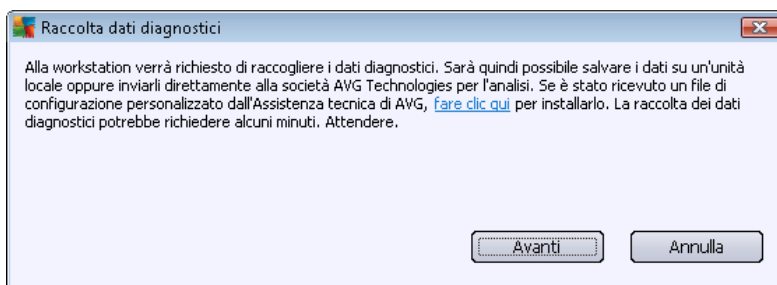 Raccolta dati diagnostici
Alla workstation verrà richiesto di raccogliere i dati diagnostici. Sarà quindi possibile salvare i dati su un'unità
locale oppure inviarli direttamente alla società AVG Technologies per l'analisi. Se è stato ricevuto un file di
configurazione personalizzato dall'Assistenza tecnica di AVG, fare clic qui per installarlo. La raccolta dei dati
diagnostici potrebbe richiedere alcuni minuti. Attendere.
Avanti Annulla